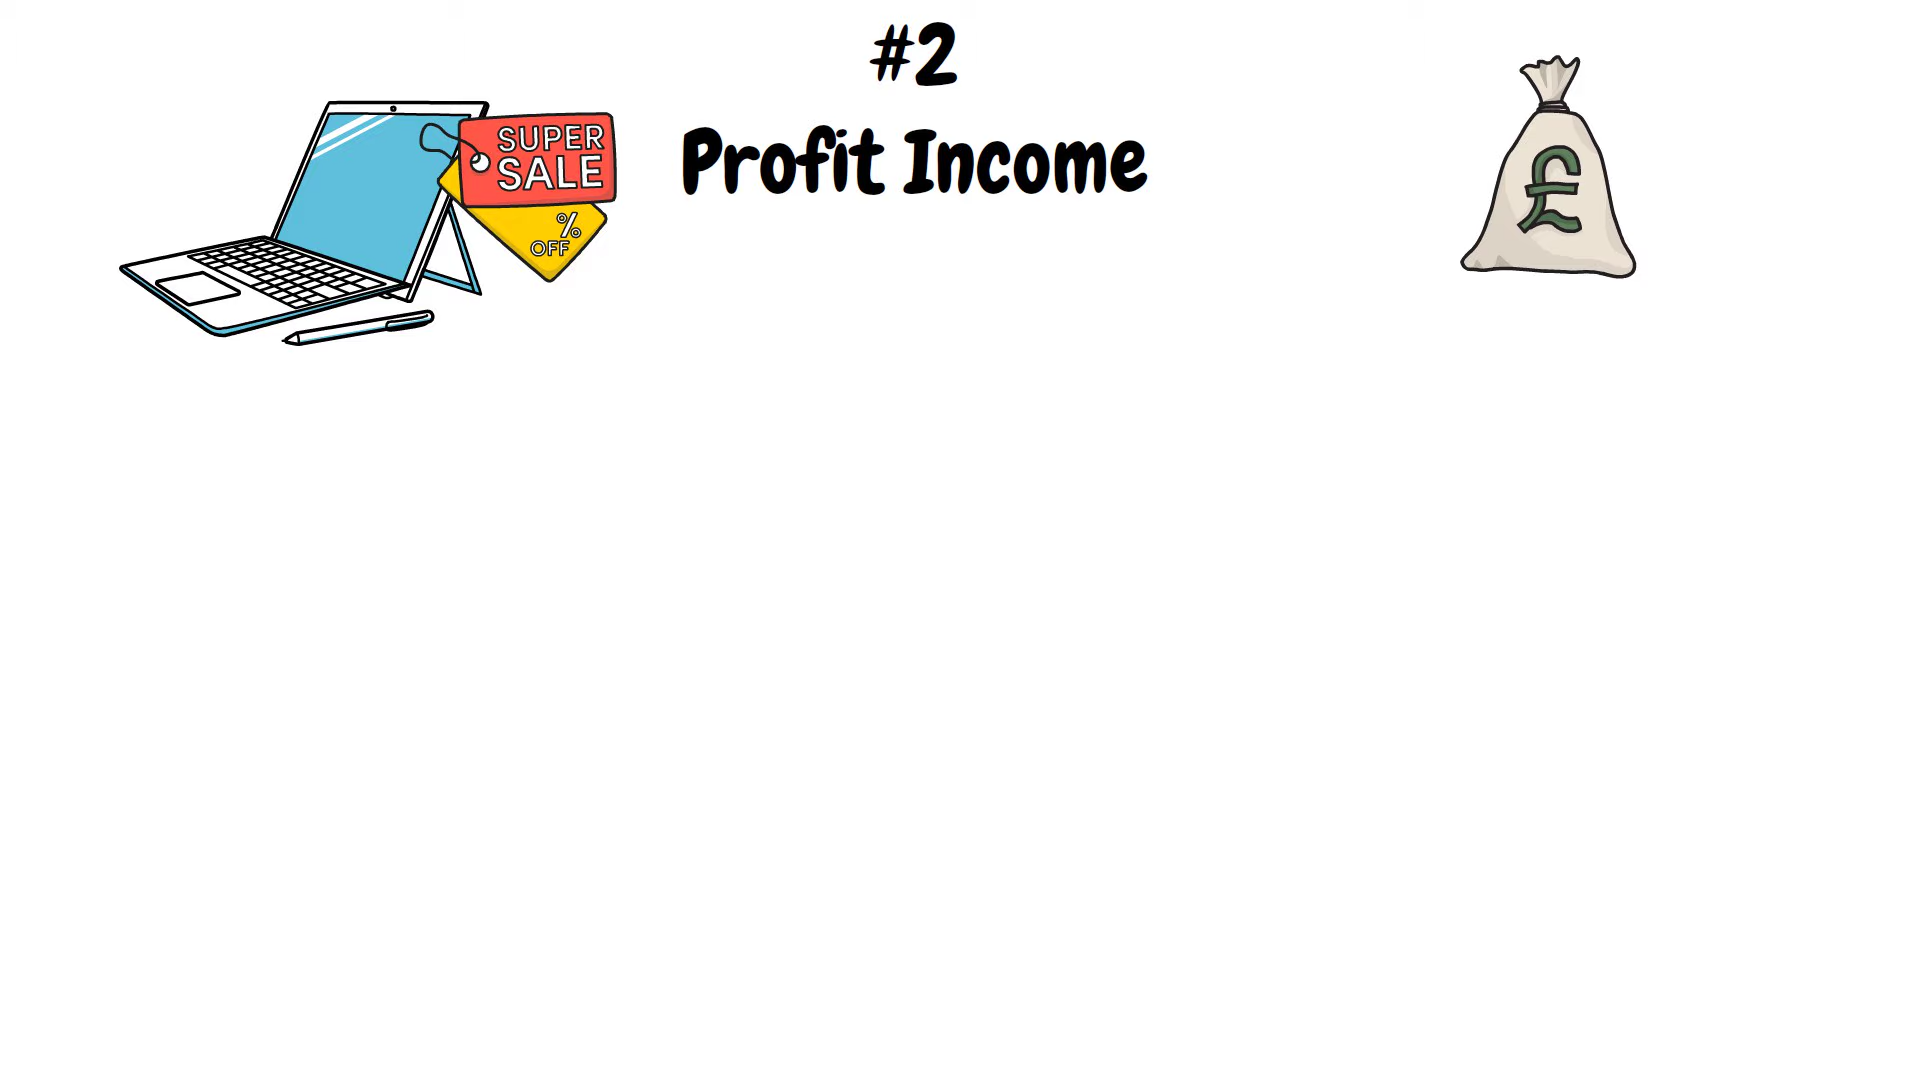 #2
Profit Income
SUPER
SALE
%
OFF
£